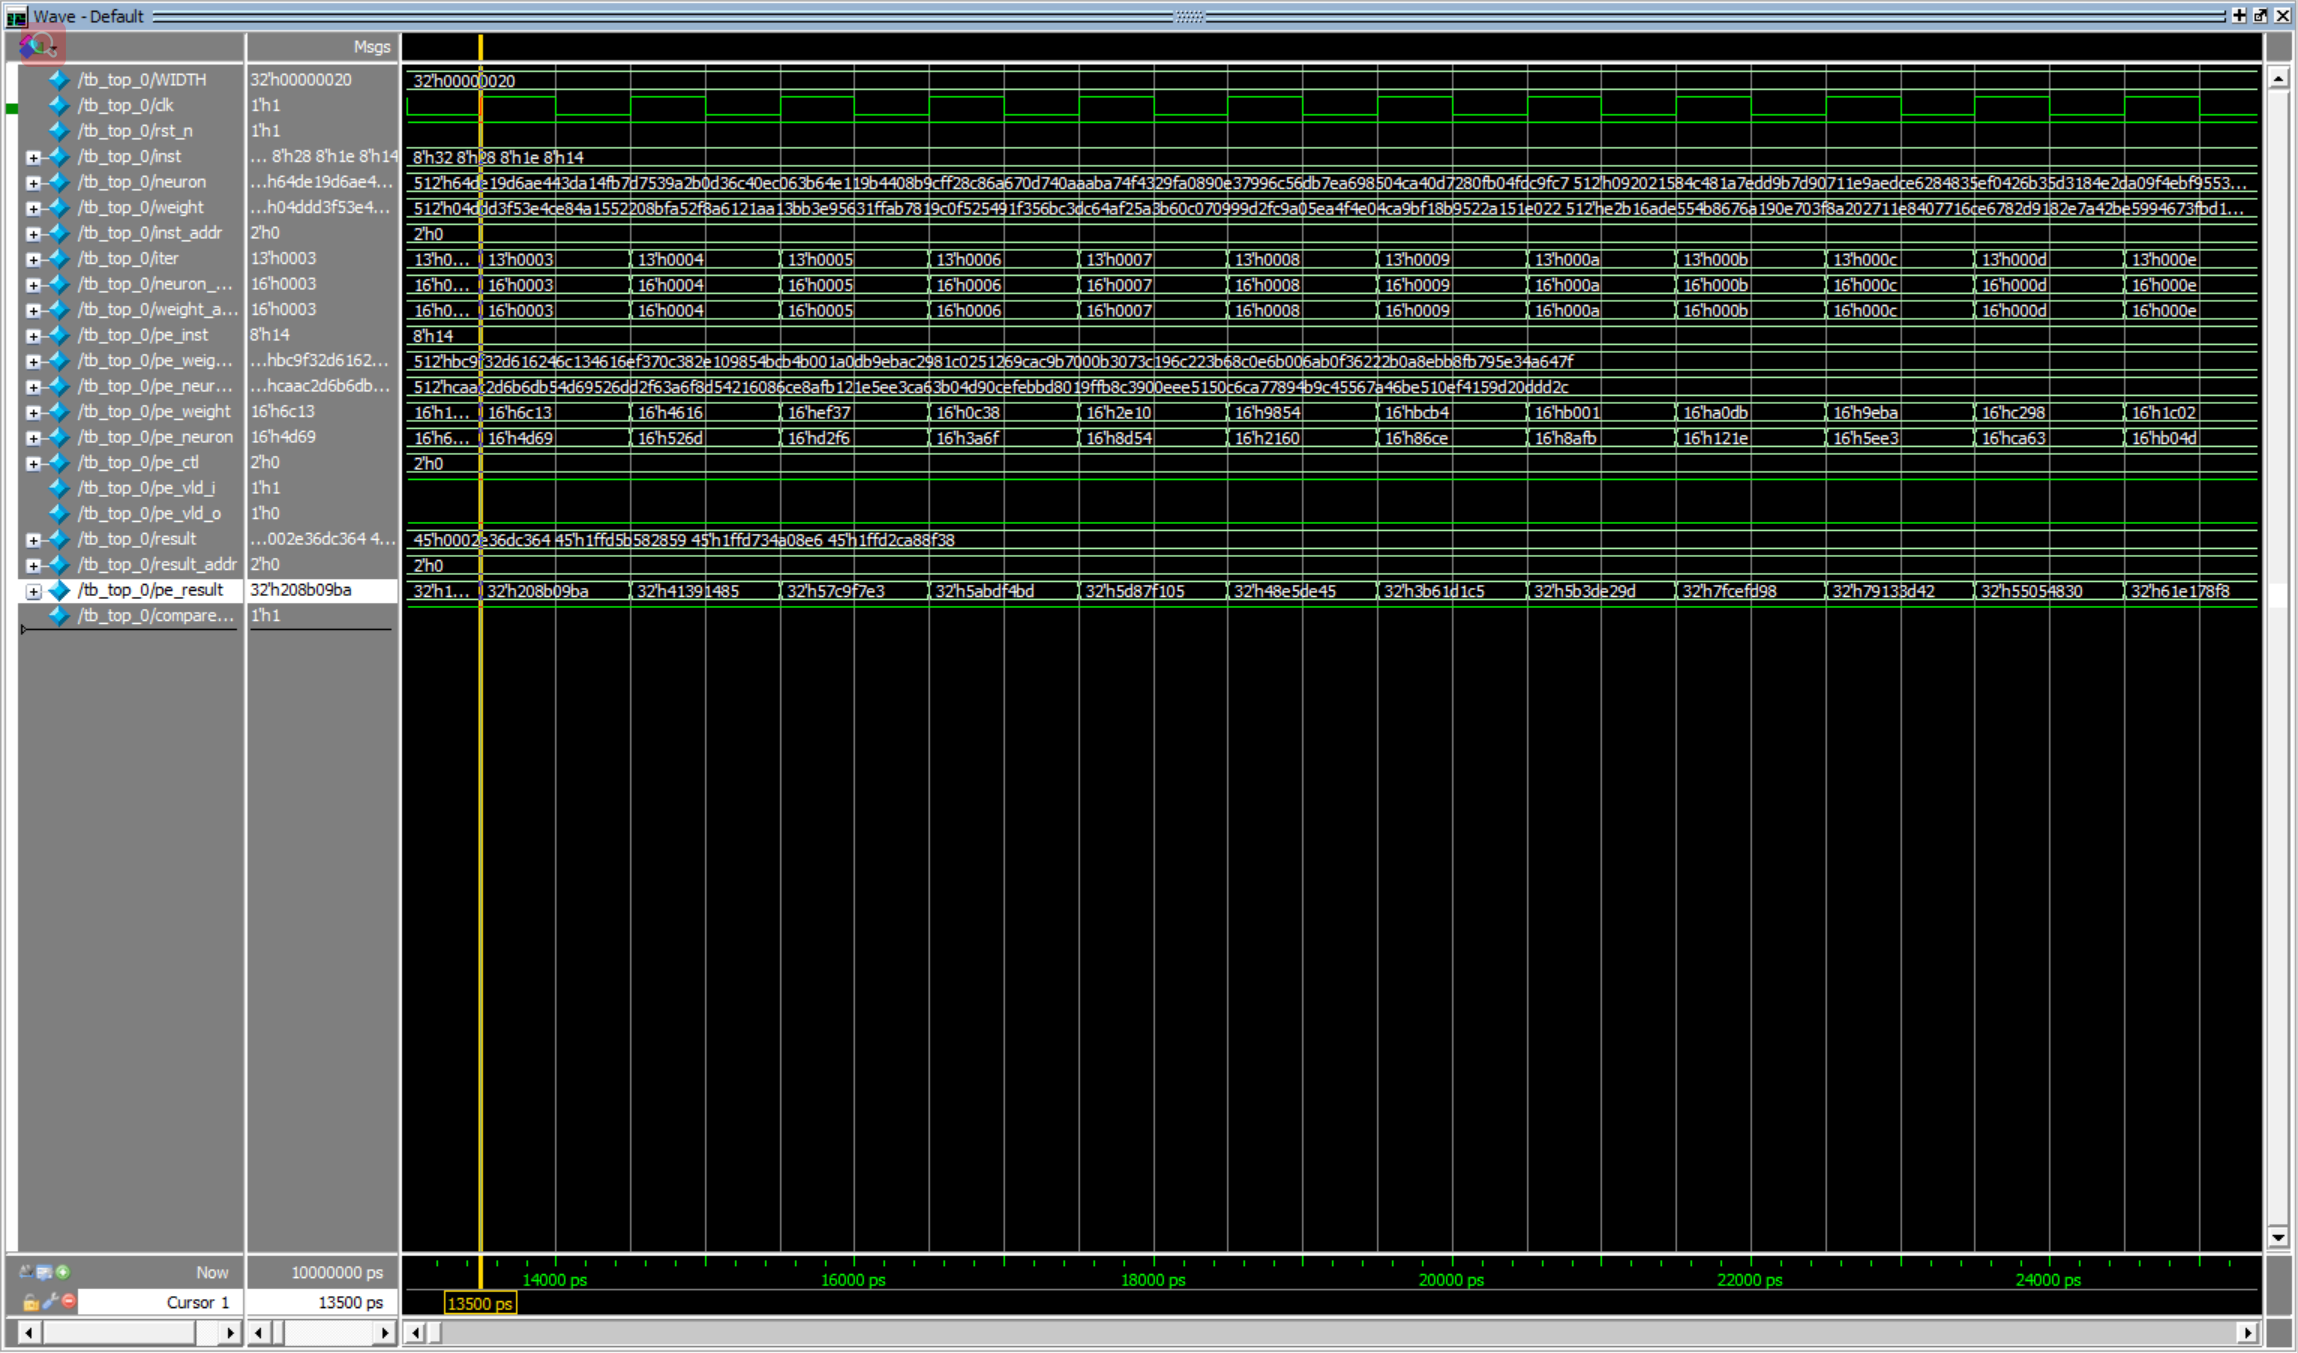 Wave - Default
Msgs
/tb_top_0/WIDTH 32'h00000020 32'h00000020
/tb_top_0/clk 1'h1
/tb_top_0/rst_n 1'h1
/tb_top_0/inst ... 8'h28 8'h1e 8'h14 8'h32 8'h28 8'h1e 8'h14
/tb_top_0/neuron ...h64de19d6ae4... 512'h64de19d6ae443da14fb7d7539a2b0d36c40ec063b64e119b4408b9cff28c86a670d740aaaba74f4329fa0890e37996c56db7ea698504ca40d7280fb04fdc9fc7 512'h092021584c481a7edd9b7d90711e9aedce6284835ef0426b35d3184e2da09f4ebf9553...
/tb_top_0/weight ...h04ddd3f53e4... 512'h04ddd3f53e4ce84a1552208bfa52f8a6121aa13bb3e95631ffab7819c0f525491f356bc3dc64af25a3b60c070999d2fc9a05ea4f4e04ca9bf18b9522a151e022 512'he2b16ade554b8676a190e703f8a202711e8407716ce6782d9182e7a42be5994673fbd1...
/tb_top_0/inst_addr 2'h0 2'h0
/tb_top_0/iter 13'h0003 13'h0... 13'h0003 13'h0004 13'h0005 13'h0006 13'h0007 13'h0008 13'h0009 13'h000a 13'h000b 13'h000c 13'h000d 13'h000e
/tb_top_0/neuron_... 16'h0003 16'h0... 16'h0003 16'h0004 16'h0005 16'h0006 16'h0007 16'h0008 16'h0009 16'h000a 16'h000b 16'h000c 16'h000d 16'h000e
/tb_top_0/weight_a... 16'h0003 16'h0... 16'h0003 16'h0004 16'h0005 16'h0006 16'h0007 16'h0008 16'h0009 16'h000a 16'h000b 16'h000c 16'h000d 16'h000e
/tb_top_0/pe_inst 8'h14 8'h14
/tb_top_0/pe_weig... ...hbc9f32d6162... 512'hbc9f32d616246c134616ef370c382e109854bcb4b001a0db9ebac2981c0251269cac9b7000b3073c196c223b68c0e6b006ab0f36222b0a8ebb8fb795e34a647f
/tb_top_0/pe_neur... ...hcaac2d6b6db... 512'hcaac2d6b6db54d69526dd2f63a6f8d54216086ce8afb121e5ee3ca63b04d90cefebbd8019ffb8c3900eee5150c6ca77894b9c45567a46be510ef4159d20ddd2c
/tb_top_0/pe_weight 16'h6c13 16'h1... 16'h6c13 16'h4616 16'hef37 16'h0c38 16'h2e10 16'h9854 16'hbcb4 16'hb001 16'ha0db 16'h9eba 16'hc298 16'h1c02
/tb_top_0/pe_neuron 16'h4d69 16'h6... 16'h4d69 16'h526d 16'hd2f6 16'h3a6f 16'h8d54 16'h2160 16'h86ce 16'h8afb 16'h121e 16'h5ee3 16'hca63 16'hb04d
/tb_top_0/pe_ctl 2'h0 2'h0
/tb_top_0/pe_vld_i 1'h1
/tb_top_0/pe_vld_o 1'h0
/tb_top_0/result ...002e36dc364 4... 45'h0002e36dc364 45'h1ffd5b582859 45'h1ffd734a08e6 45'h1ffd2ca88f38
/tb_top_0/result_addr 2'h0 2'h0
/tb_top_0/pe_result 32'h208b09ba 32'h1... 32'h208b09ba 32'h41391485 32'h57c9f7e3 32'h5abdf4bd 32'h5d87f105 32'h48e5de45 32'h3b61d1c5 32'h5b3de29d 32'h7fcefd98 32'h79133d42 32'h55054830 32'h61e178f8
/tb_top_0/compare... 1'h1
Now 10000000 ps 14000 ps 16000 ps 18000 ps 20000 ps 22000 ps 24000 ps
Cursor 1 13500 ps 13500 ps